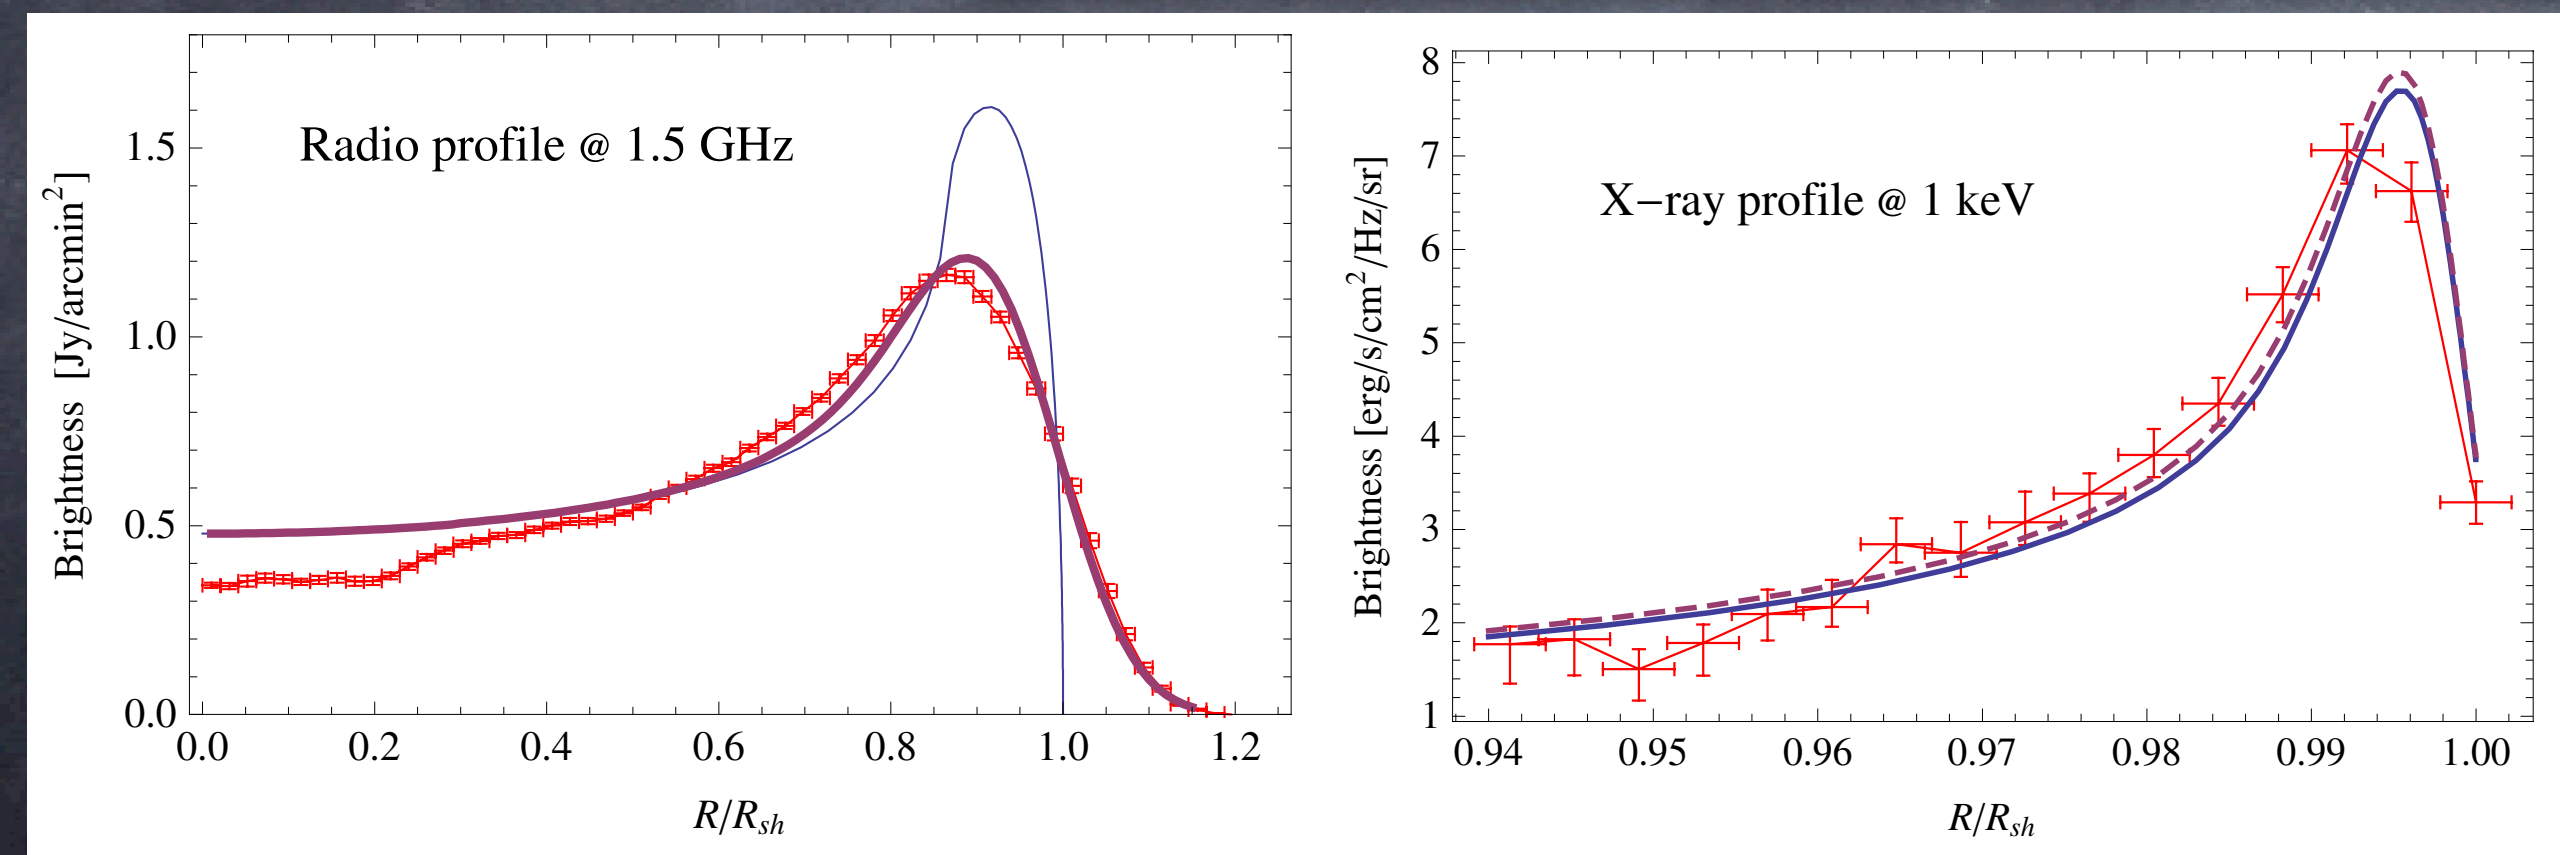 Radio profile @ 1.5 GHz
Brightness [Jy/arcmin²]
1.5
1.0
0.5
0.0
0.0 0.2 0.4 0.6 0.8 1.0 1.2
R/Rsh
X−ray profile @ 1 keV
Brightness [erg/s/cm²/Hz/sr]
8
7
6
5
4
3
2
1
0.94 0.95 0.96 0.97 0.98 0.99 1.00
R/Rsh